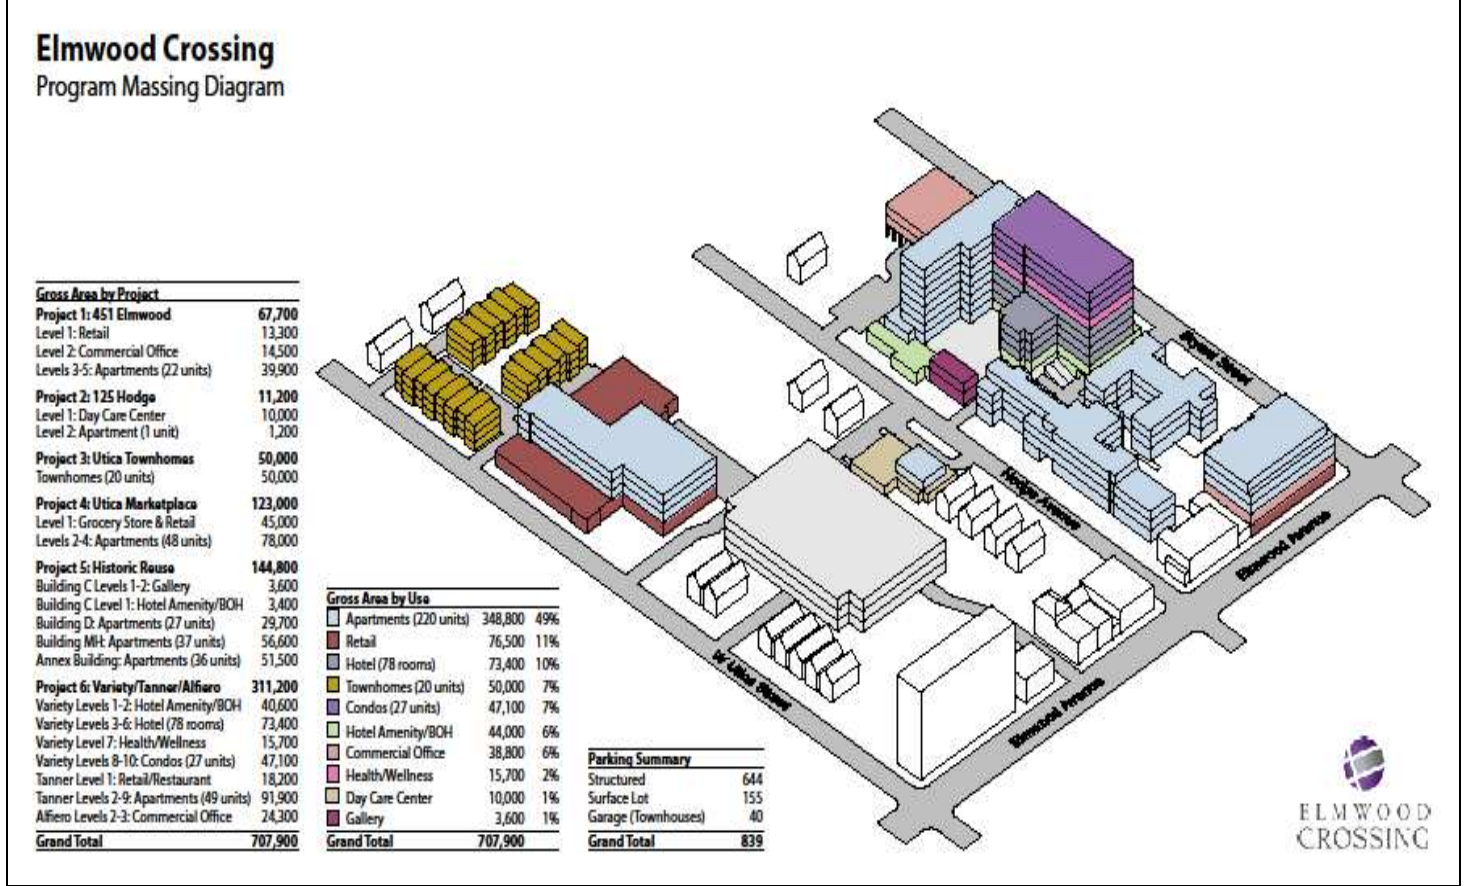 Elmwood Crossing
Program Massing Diagram
Gross Area by Project
Project 1: 451 Elmwood 67,700
Level 1: Retail 13,300
Level 2: Commercial Office 14,500
Levels 3-5: Apartments (22 units) 39,900
Project 2: 125 Hodge 11,200
Level 1: Day Care Center 10,000
Level 2: Apartment (1 unit) 1,200
Project 3: Utica Townhomes 50,000
Townhomes (20 units) 50,000
Project 4: Utica Marketplace 123,000
Level 1: Grocery Store & Retail 45,000
Levels 2-4: Apartments (48 units) 78,000
Project 5: Historic Reuse 144,800
Building C Levels 1-2: Gallery 3,600
Building C Level 1: Hotel Amenity/BOH 3,400
Building D: Apartments (27 units) 29,700
Building MH: Apartments (37 units) 56,600
Annex Building: Apartments (36 units) 51,500
Project 6: Variety/Tanner/Alfiero 311,200
Variety Levels 1-2: Hotel Amenity/BOH 40,600
Variety Levels 3-6: Hotel (78 rooms) 73,400
Variety Level 7: Health/Wellness 15,700
Variety Levels 8-10: Condos (27 units) 47,100
Tanner Level 1: Retail/Restaurant 18,200
Tanner Levels 2-9: Apartments (49 units) 91,900
Alfiero Levels 2-3: Commercial Office 24,300
Grand Total 707,900
Gross Area by Use
Apartments (220 units) 348,800 49%
Retail 76,500 11%
Hotel (78 rooms) 73,400 10%
Townhomes (20 units) 50,000 7%
Condos (27 units) 47,100 7%
Hotel Amenity/BOH 44,000 6%
Commercial Office 38,800 6%
Health/Wellness 15,700 2%
Day Care Center 10,000 1%
Gallery 3,600 1%
Grand Total 707,900
Parking Summary
Structured 644
Surface Lot 155
Garage (Townhouses) 40
Grand Total 839
Bryant Street
Hodge Avenue
Elmwood Avenue
W Utica Street
Elmwood Avenue
ELMWOOD
CROSSING